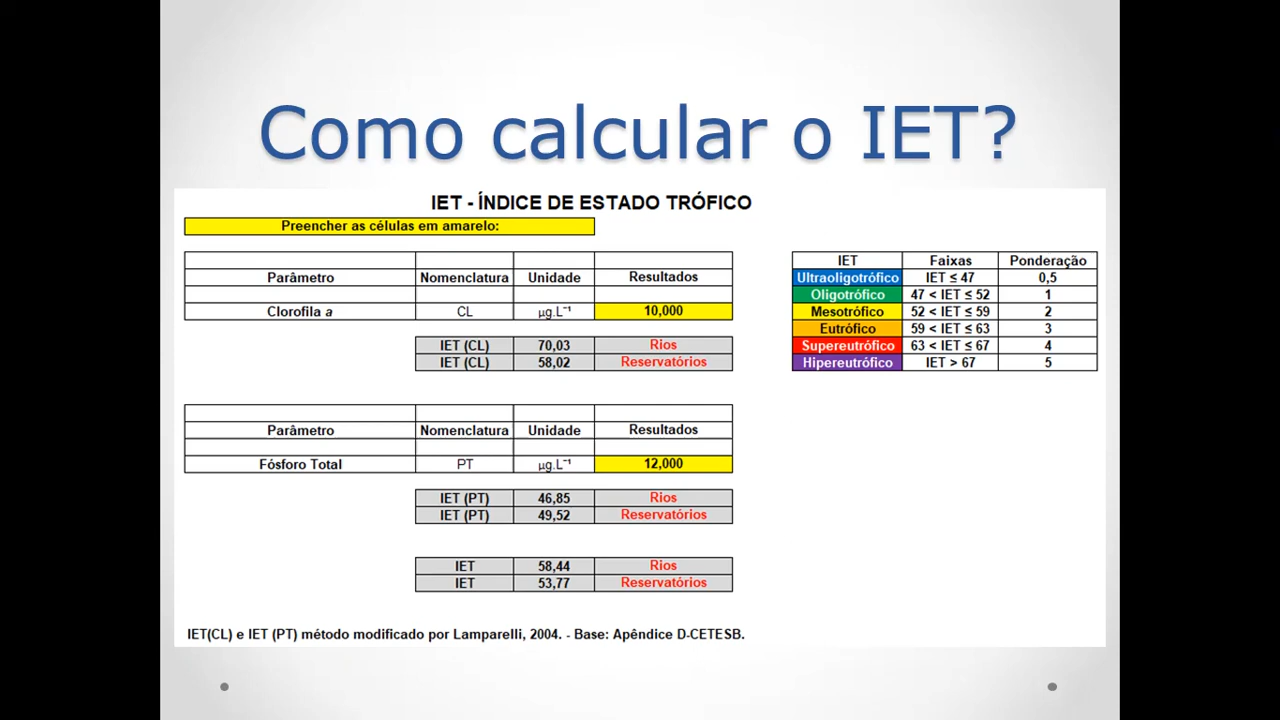 Como calcular o IET?
IET - ÍNDICE DE ESTADO TRÓFICO
Preencher as células em amarelo:
Parâmetro Nomenclatura Unidade Resultados
Clorofila a CL µg.L⁻¹ 10,000
IET (CL) 70,03 Rios
IET (CL) 58,02 Reservatórios
IET Faixas Ponderação
Ultraoligotrófico IET ≤ 47 0,5
Oligotrófico 47 < IET ≤ 52 1
Mesotrófico 52 < IET ≤ 59 2
Eutrófico 59 < IET ≤ 63 3
Supereutrófico 63 < IET ≤ 67 4
Hipereutrófico IET > 67 5
Parâmetro Nomenclatura Unidade Resultados
Fósforo Total PT µg.L⁻¹ 12,000
IET (PT) 46,85 Rios
IET (PT) 49,52 Reservatórios
IET 58,44 Rios
IET 53,77 Reservatórios
IET(CL) e IET (PT) método modificado por Lamparelli, 2004. - Base: Apêndice D-CETESB.